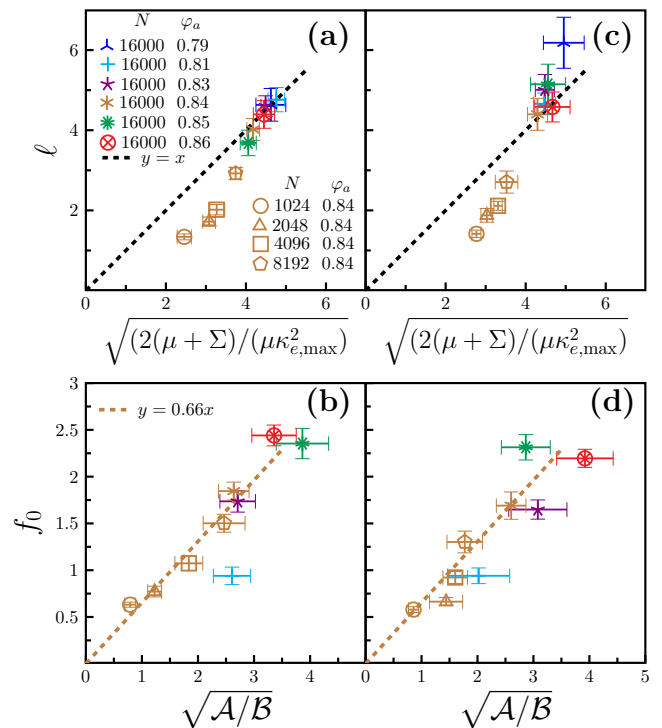 N φₐ
16000 0.79
16000 0.81
16000 0.83
16000 0.84
16000 0.85
16000 0.86
y = x
(a)
N φₐ
1024 0.84
2048 0.84
4096 0.84
8192 0.84
ℓ
6
4
2
0 2 4 6
√(2(μ + Σ)/(μκ²ₑ,ₘₐₓ)
(c)
0 2 4 6
√(2(μ + Σ)/(μκ²ₑ,ₘₐₓ)
(b)
y = 0.66x
f₀
3
2.5
2
1.5
1
0.5
0 1 2 3 4
√𝒜/ℬ
(d)
0 1 2 3 4 5
√𝒜/ℬ